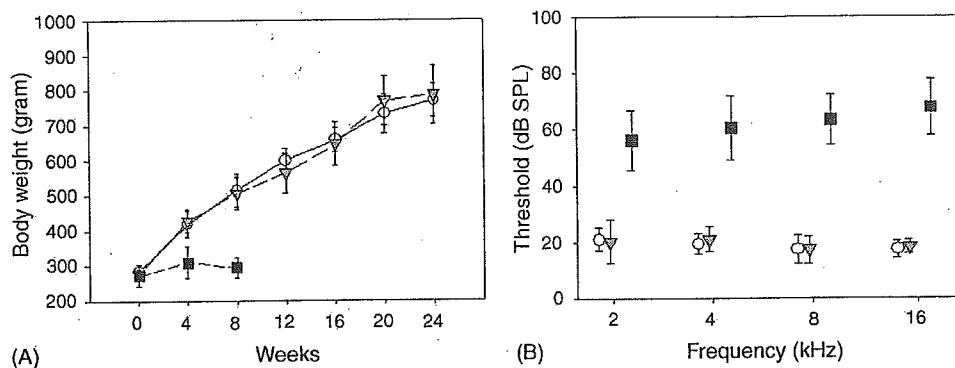 1000
900
800
700
600
500
400
300
200
Body weight (gram)
0 4 8 12 16 20 24
Weeks
(A)
100
80
60
40
20
0
Threshold (dB SPL)
2 4 8 16
Frequency (kHz)
(B)